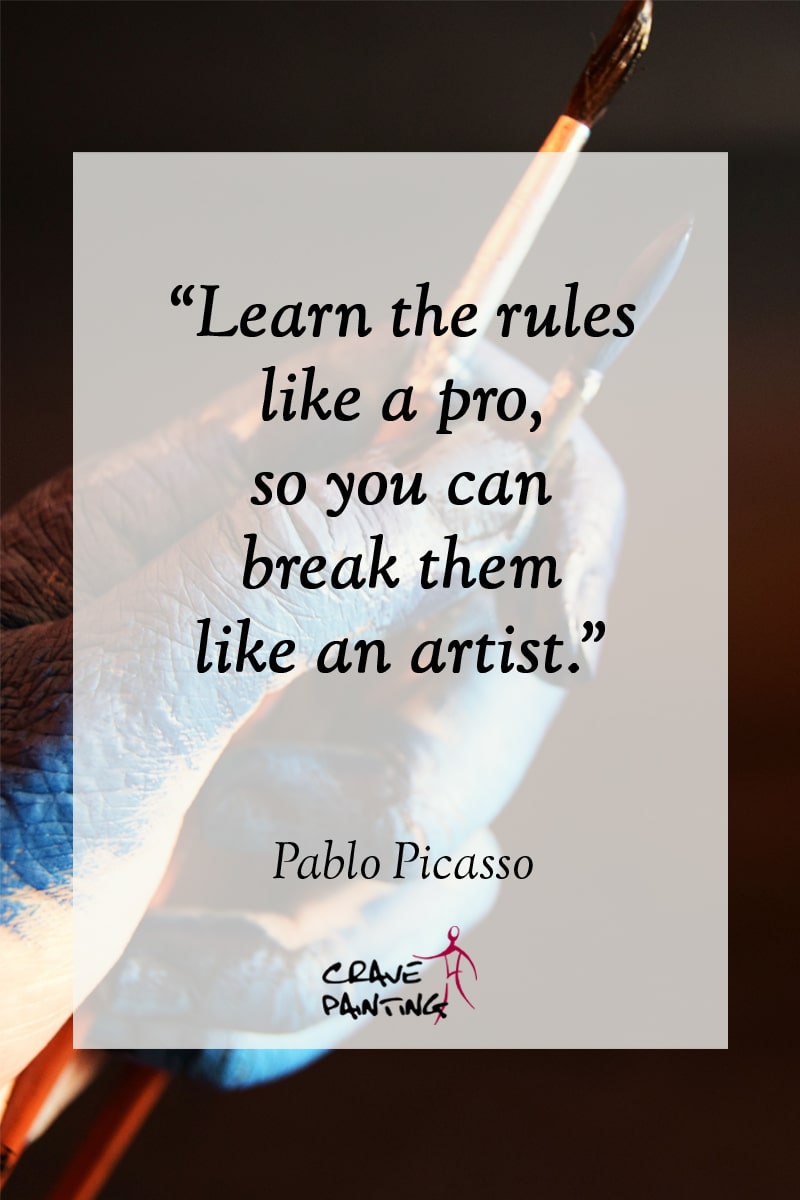 “Learn the rules
like a pro,
so you can
break them
like an artist.”
Pablo Picasso
CRAVE
PAINTING